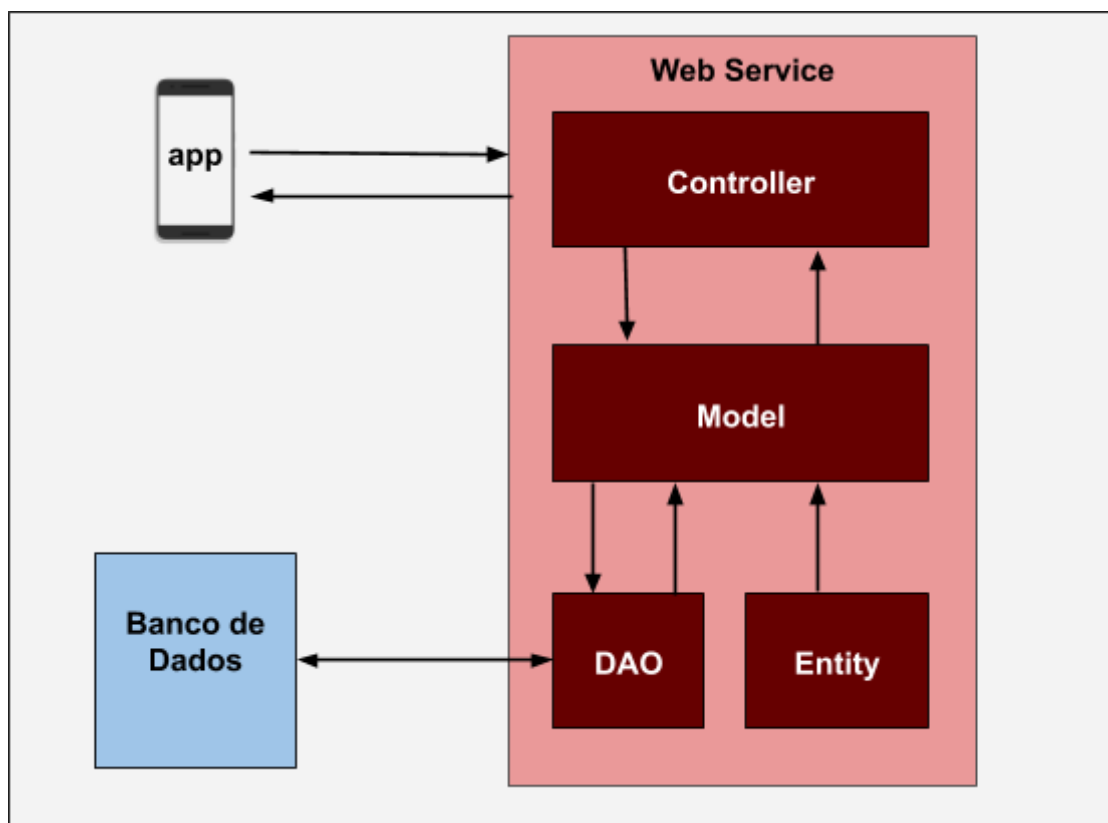 Web Service
app
Controller
Model
Banco de
Dados
DAO
Entity